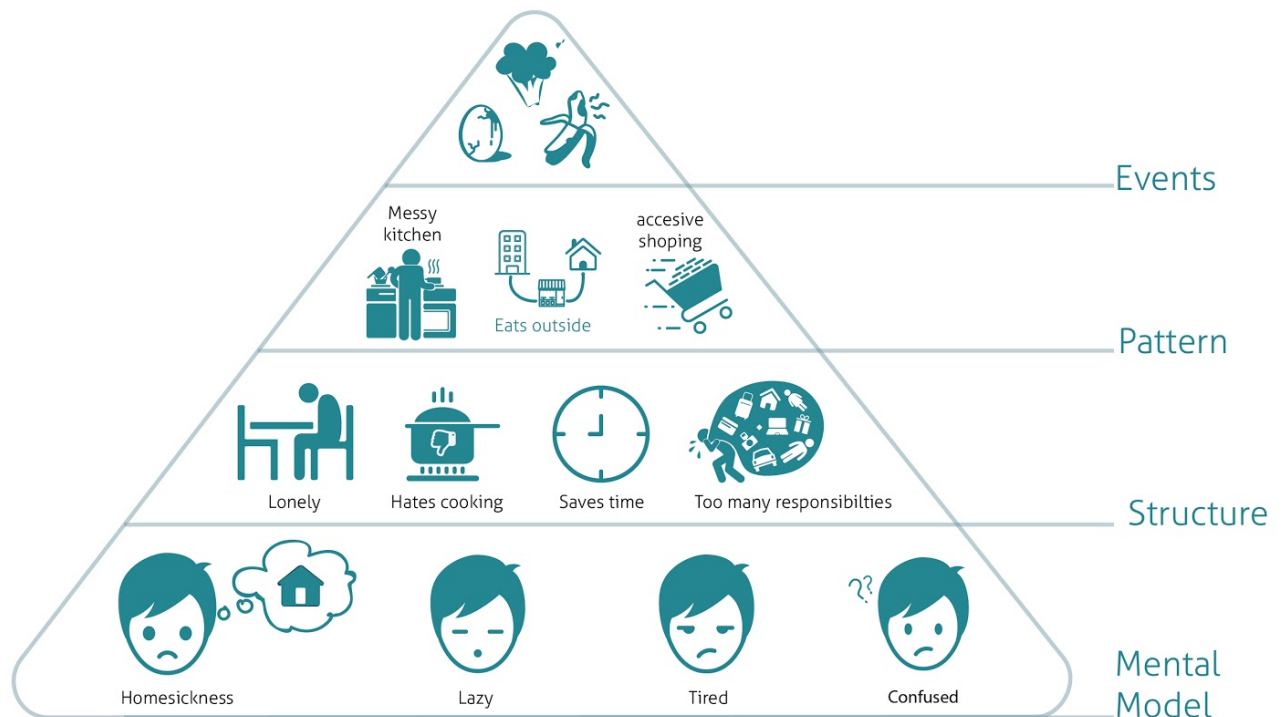 Events
Messy
kitchen
accesive
shoping
Eats outside
Pattern
Lonely
Hates cooking
Saves time
Too many responsibilties
Structure
??
Homesickness
Lazy
Tired
Confused
Mental
Model